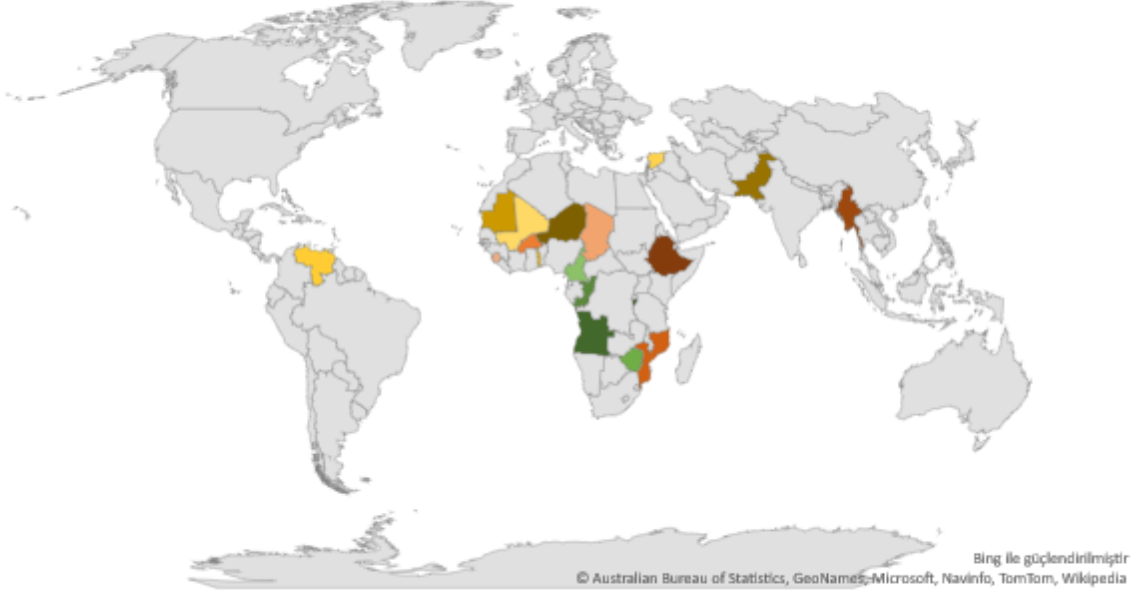 Bing ile güçlendirilmiştir
© Australian Bureau of Statistics, GeoNames, Microsoft, Navinfo, TomTom, Wikipedia